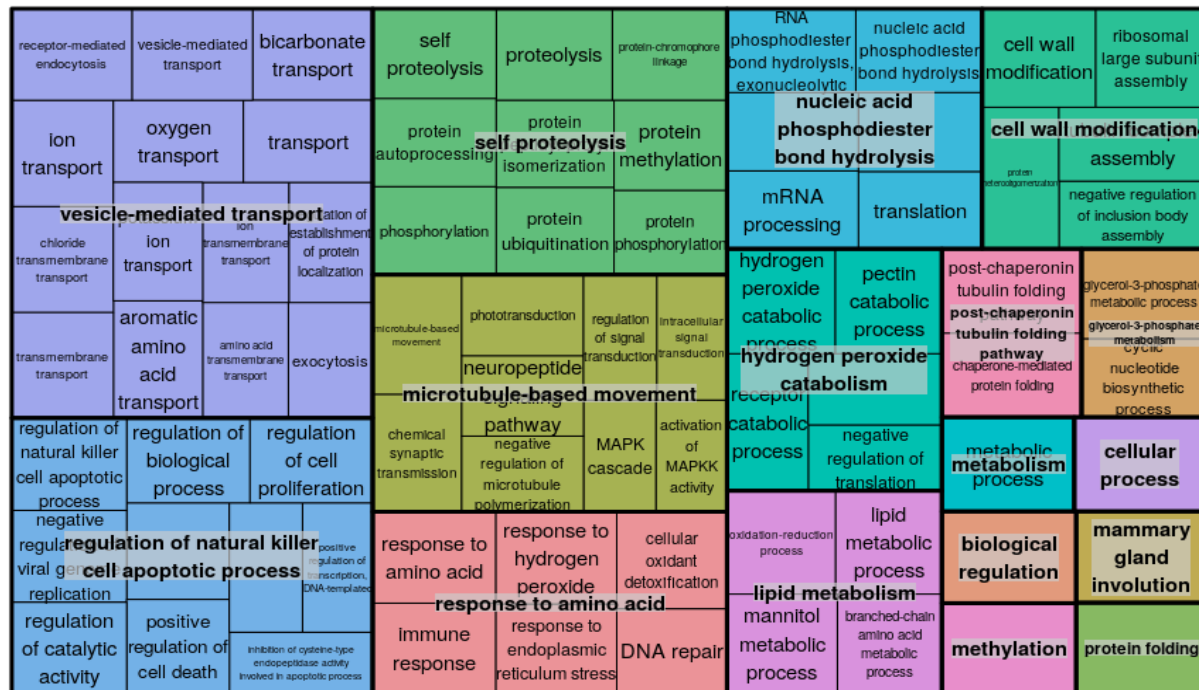 receptor-mediated
endocytosis
vesicle-mediated
transport
bicarbonate
transport
ion
transport
oxygen
transport
transport
vesicle-mediated transport
chloride
transmembrane
transport
ion
transport
ion
transmembrane
transport
of
establishment
of protein
localization
transmembrane
transport
aromatic
amino
acid
transport
amino acid
transmembrane
transport
exocytosis
self
proteolysis
proteolysis
protein-chromophore
linkage
protein
autoprocessing
protein
isomerization
protein
methylation
self proteolysis
phosphorylation
protein
ubiquitination
protein
phosphorylation
RNA
phosphodiester
bond hydrolysis,
exonucleolytic
nucleic acid
phosphodiester
bond hydrolysis
nucleic acid
phosphodiester
bond hydrolysis
mRNA
processing
translation
cell wall
modification
ribosomal
large subunit
assembly
cell wall modification
protein
heterooligomerization
assembly
negative regulation
of inclusion body
assembly
microtubule-based
movement
phototransduction
regulation
of signal
transduction
intracellular
signal
transduction
neuropeptide
signaling
pathway
microtubule-based movement
chemical
synaptic
transmission
negative
regulation of
microtubule
polymerization
MAPK
cascade
activation
of MAPKK
activity
hydrogen
peroxide
catabolic
process
pectin
catabolic
process
hydrogen peroxide
catabolism
receptor
catabolic
process
negative
regulation of
translation
post-chaperonin
tubulin folding
pathway
post-chaperonin
tubulin folding
pathway
chaperone-mediated
protein folding
glycerol-3-phosphate
metabolic process
glycerol-3-phosphate
metabolism
cyclic
nucleotide
biosynthetic
process
regulation of
natural killer
cell apoptotic
process
regulation of
biological
process
regulation
of cell
proliferation
negative
regulation of
viral genome
replication
regulation of natural killer
cell apoptotic process
positive
regulation of
transcription,
DNA-templated
regulation
of catalytic
activity
positive
regulation of
cell death
inhibition of cysteine-type
endopeptidase activity
involved in apoptotic process
response to
amino acid
response to
hydrogen
peroxide
cellular
oxidant
detoxification
response to amino acid
immune
response
response to
endoplasmic
reticulum stress
DNA repair
oxidation-reduction
process
lipid
metabolic
process
lipid metabolism
mannitol
metabolic
process
branched-chain
amino acid
metabolic
process
metabolic
process
metabolism
cellular
process
biological
regulation
mammary
gland
involution
methylation
protein folding